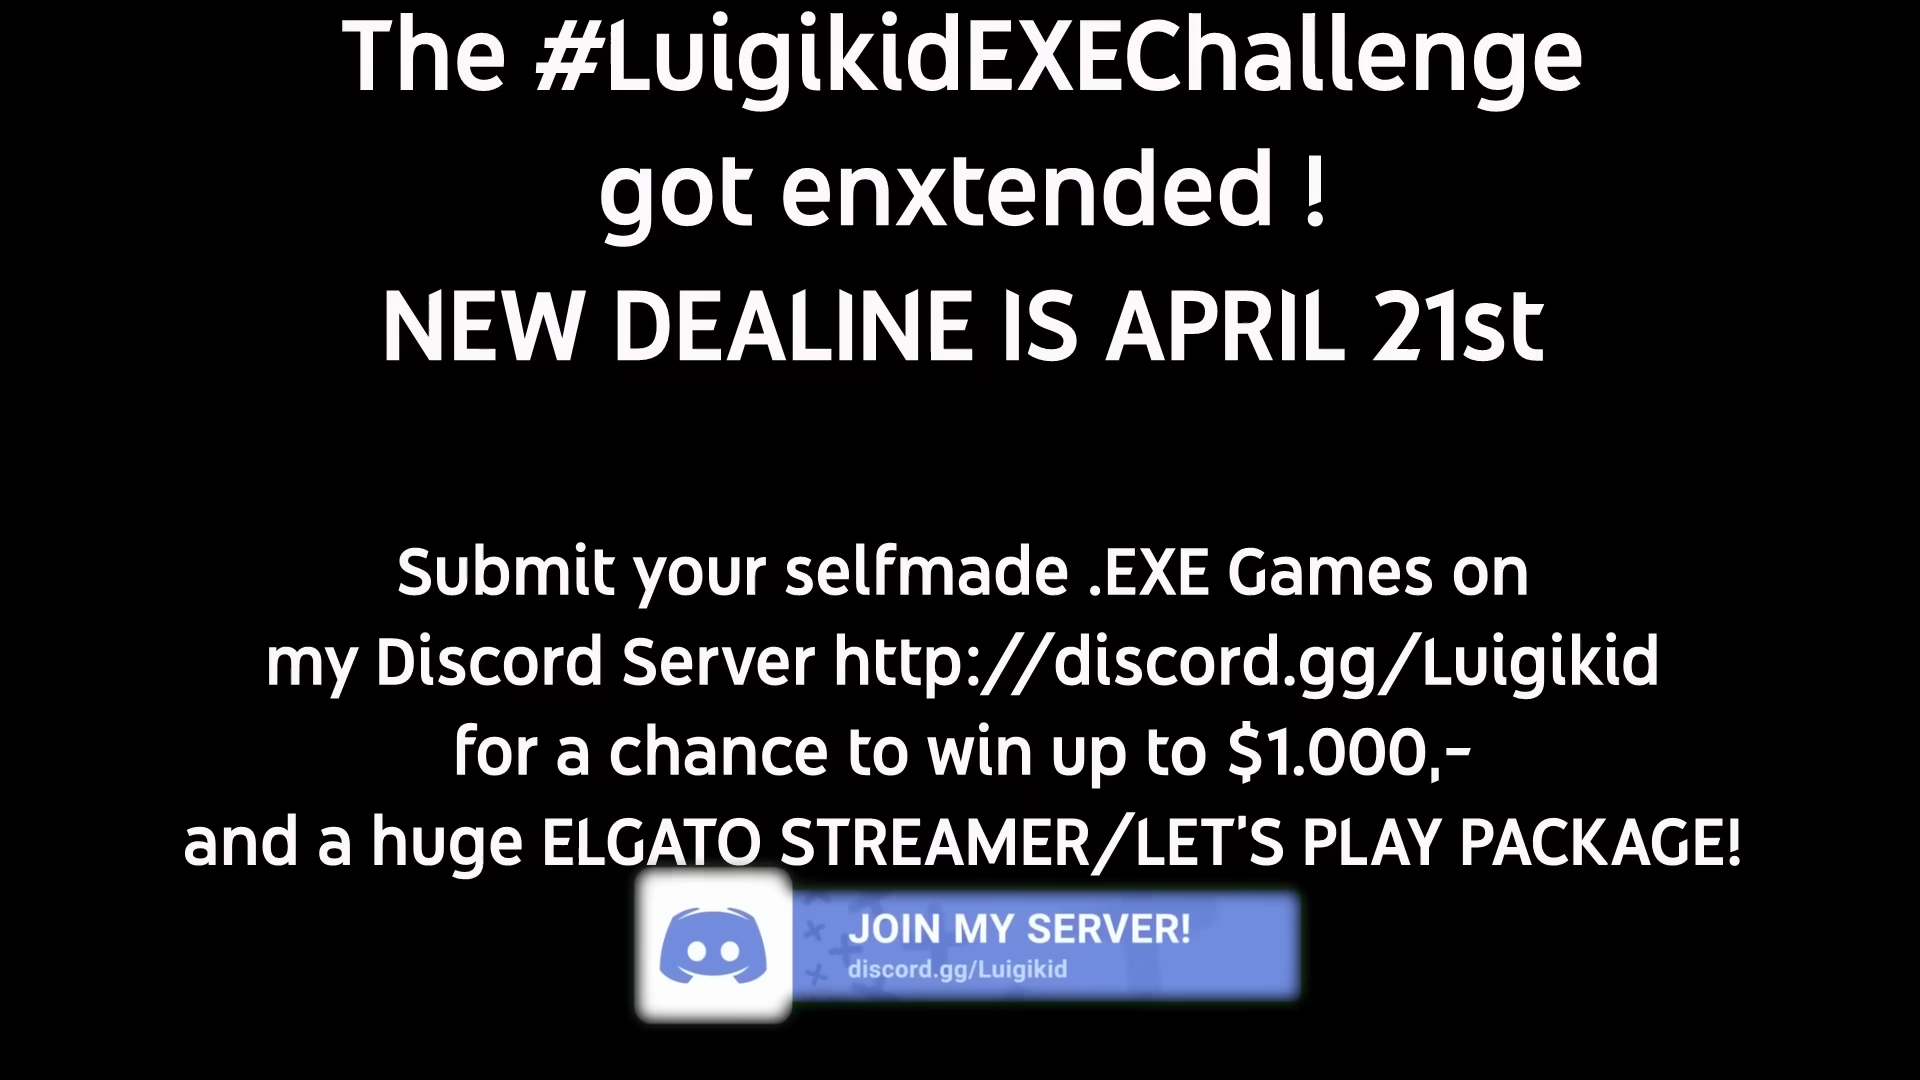 The #LuigikidEXEChallenge
got enxtended !
NEW DEALINE IS APRIL 21st
Submit your selfmade .EXE Games on
my Discord Server http://discord.gg/Luigikid
for a chance to win up to $1.000,-
and a huge ELGATO STREAMER/LET'S PLAY PACKAGE!
JOIN MY SERVER!
discord.gg/Luigikid